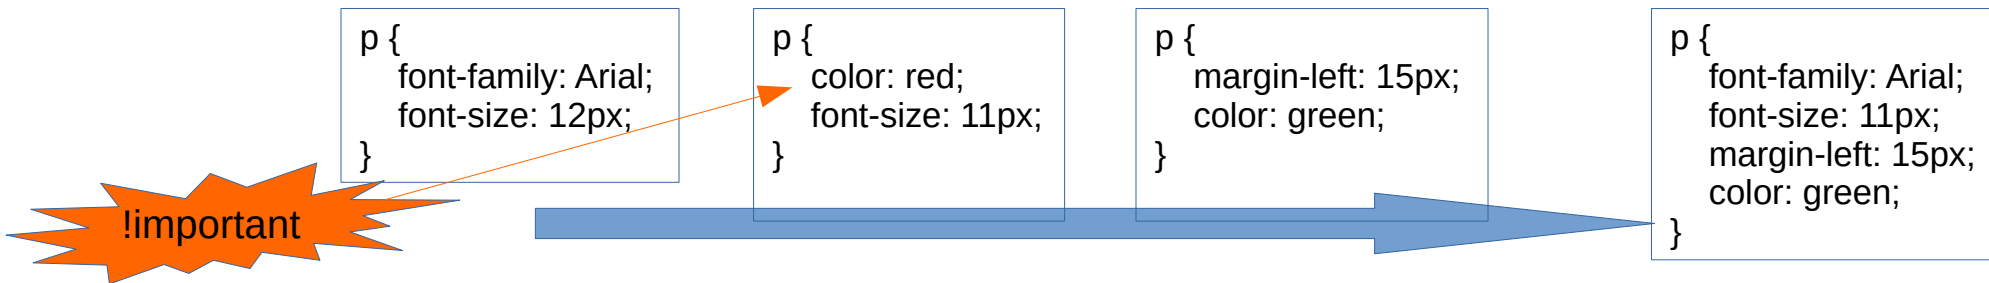 p {
font-family: Arial;
font-size: 12px;
}
p {
color: red;
font-size: 11px;
}
p {
margin-left: 15px;
color: green;
}
p {
font-family: Arial;
font-size: 11px;
margin-left: 15px;
color: green;
}
!important